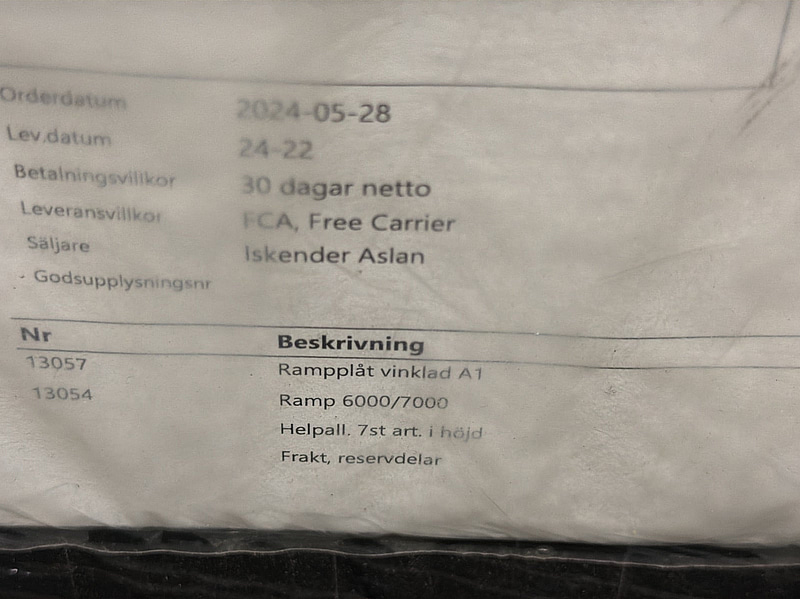 Orderdatum 2024-05-28
Lev.datum 24-22
Betalningsvillkor 30 dagar netto
Leveransvillkor FCA, Free Carrier
Säljare Iskender Aslan
Godsupplysningsnr
Nr Beskrivning
13057 Rampplåt vinklad A1
13054 Ramp 6000/7000
Helpall. 7st art. i höjd
Frakt, reservdelar